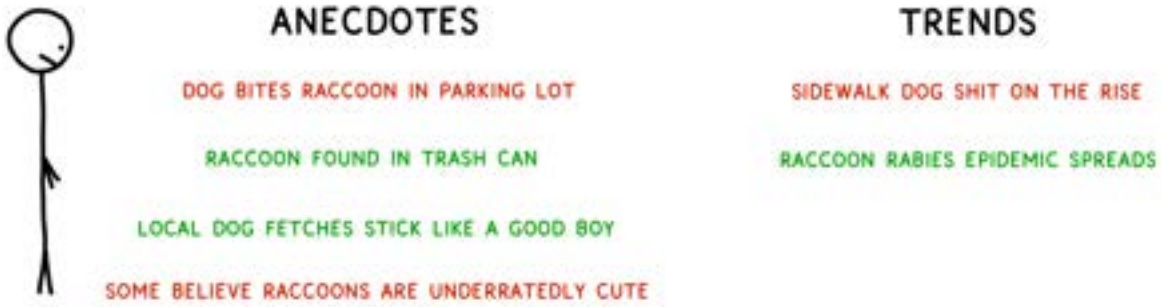 ANECDOTES
DOG BITES RACCOON IN PARKING LOT
RACCOON FOUND IN TRASH CAN
LOCAL DOG FETCHES STICK LIKE A GOOD BOY
SOME BELIEVE RACCOONS ARE UNDERRATEDLY CUTE
TRENDS
SIDEWALK DOG SHIT ON THE RISE
RACCOON RABIES EPIDEMIC SPREADS